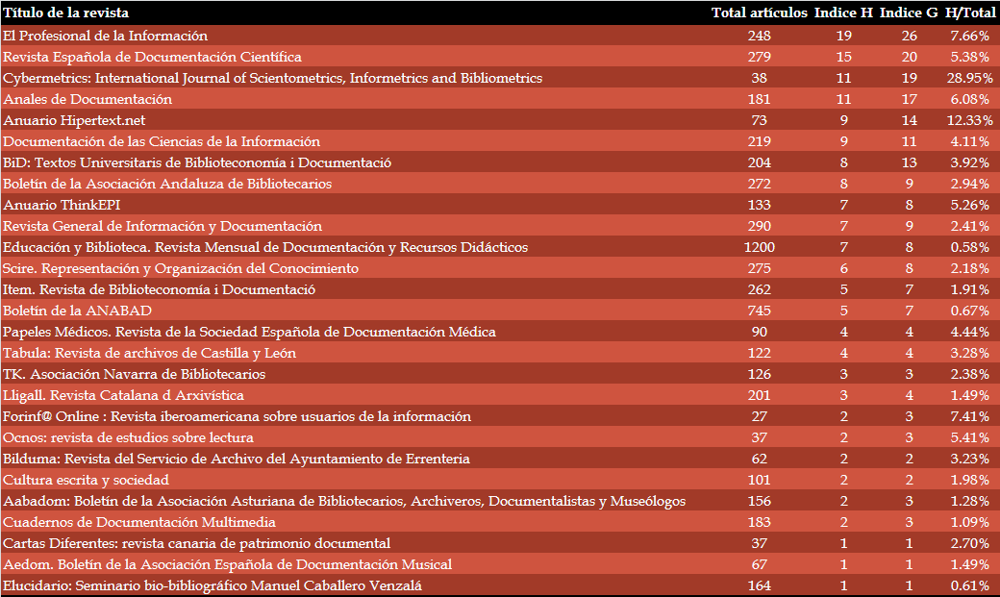 Título de la revista Total artículos Indice H Indice G H/Total
El Profesional de la Información 248 19 26 7.66%
Revista Española de Documentación Científica 279 15 20 5.38%
Cybermetrics: International Journal of Scientometrics, Informetrics and Bibliometrics 38 11 19 28.95%
Anales de Documentación 181 11 17 6.08%
Anuario Hipertext.net 73 9 14 12.33%
Documentación de las Ciencias de la Información 219 9 11 4.11%
BiD: Textos Universitaris de Biblioteconomía i Documentació 204 8 13 3.92%
Boletín de la Asociación Andaluza de Bibliotecarios 272 8 9 2.94%
Anuario ThinkEPI 133 7 8 5.26%
Revista General de Información y Documentación 290 7 9 2.41%
Educación y Biblioteca. Revista Mensual de Documentación y Recursos Didácticos 1200 7 8 0.58%
Scire. Representación y Organización del Conocimiento 275 6 8 2.18%
Item. Revista de Biblioteconomía i Documentació 262 5 7 1.91%
Boletín de la ANABAD 745 5 7 0.67%
Papeles Médicos. Revista de la Sociedad Española de Documentación Médica 90 4 4 4.44%
Tabula: Revista de archivos de Castilla y León 122 4 4 3.28%
TK. Asociación Navarra de Bibliotecarios 126 3 3 2.38%
Lligall. Revista Catalana d Arxivística 201 3 4 1.49%
Forinf@ Online : Revista iberoamericana sobre usuarios de la información 27 2 3 7.41%
Ocnos: revista de estudios sobre lectura 37 2 3 5.41%
Bilduma: Revista del Servicio de Archivo del Ayuntamiento de Errenteria 62 2 2 3.23%
Cultura escrita y sociedad 101 2 2 1.98%
Aabadom: Boletín de la Asociación Asturiana de Bibliotecarios, Archiveros, Documentalistas y Museólogos 156 2 3 1.28%
Cuadernos de Documentación Multimedia 183 2 3 1.09%
Cartas Diferentes: revista canaria de patrimonio documental 37 1 1 2.70%
Aedom. Boletín de la Asociación Española de Documentación Musical 67 1 1 1.49%
Elucidario: Seminario bio-bibliográfico Manuel Caballero Venzalá 164 1 1 0.61%